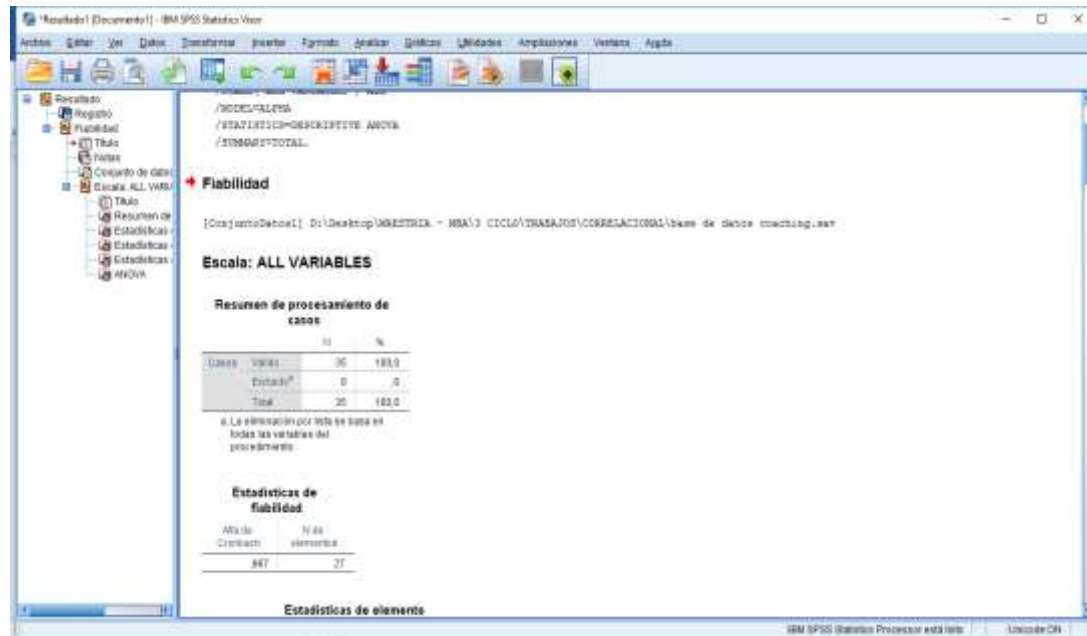 *Resultado1 [Documento1] - IBM SPSS Statistics Visor
Archivo Editar Ver Datos Transformar Insertar Formato Analizar Gráficos Utilidades Ampliaciones Ventana Ayuda
Resultado
Registro
Fiabilidad
Título
Notas
Conjunto de datos
Escala: ALL VARIA
Título
Resumen de
Estadísticas
Estadísticas
Estadísticas
ANOVA
/MODEL=ALPHA
/STATISTICS=DESCRIPTIVE ANOVA
/SUMMARY=TOTAL.
Fiabilidad
[ConjuntoDatos1] D:\Desktop\MAESTRIA - MBA\3 CICLO\TRABAJOS\CORRELACIONAL\base de datos coaching.sav
Escala: ALL VARIABLES
Resumen de procesamiento de
casos
N %
Casos Válido 100,0
Excluido 0 ,0
Total 100,0
a. La eliminación por lista se basa en
todas las variables del
procedimiento.
Estadísticas de
fiabilidad
Alfa de N de
Cronbach elementos
27
Estadísticas de elemento
IBM SPSS Statistics Processor está listo Unicode:ON